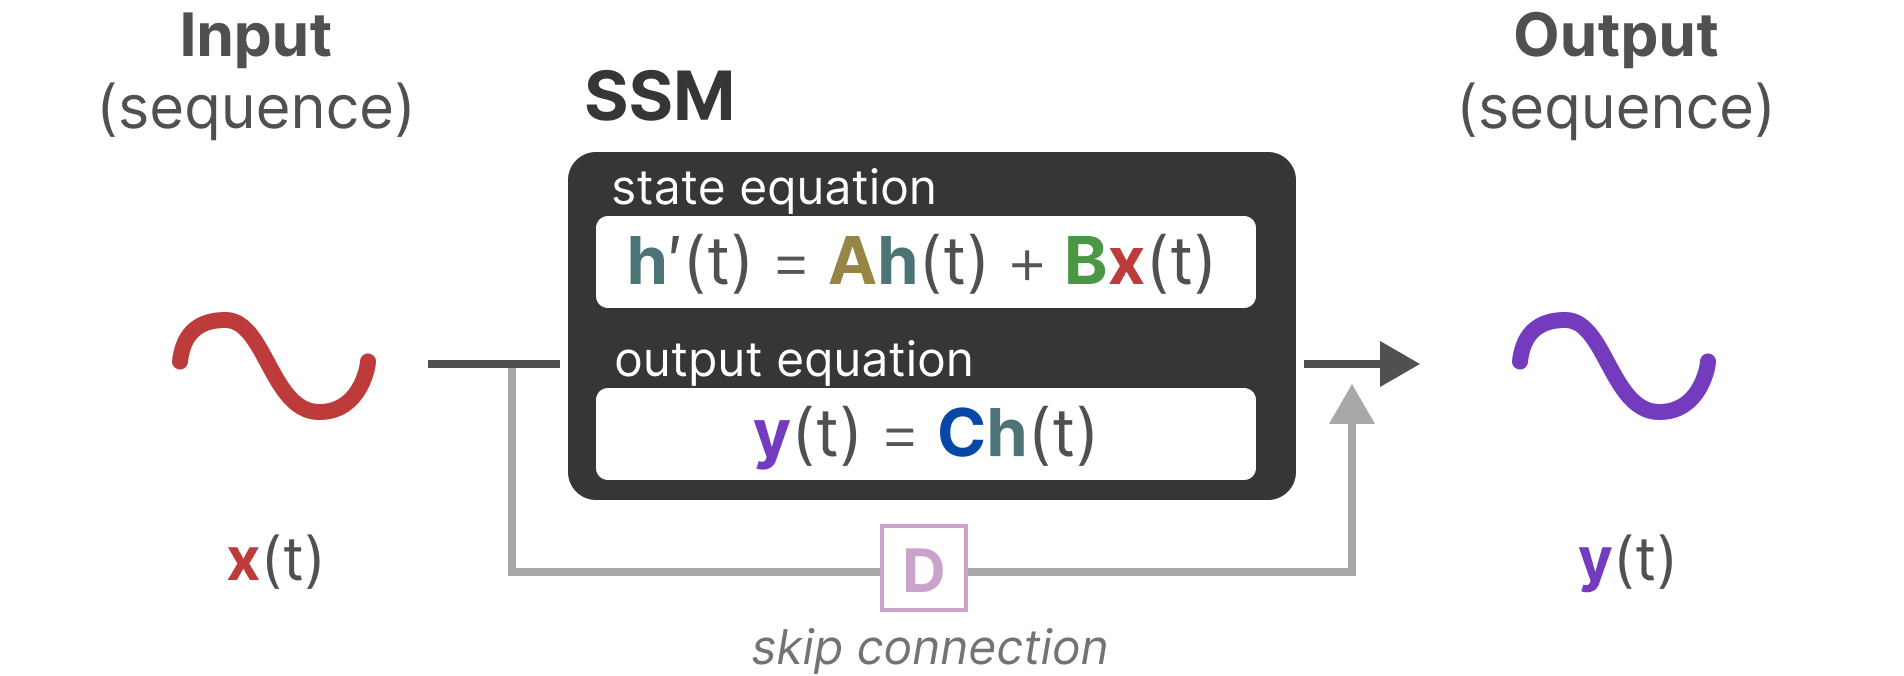 Input
(sequence)
SSM
Output
(sequence)
state equation
h′(t) = Ah(t) + Bx(t)
output equation
y(t) = Ch(t)
x(t)
D
y(t)
skip connection